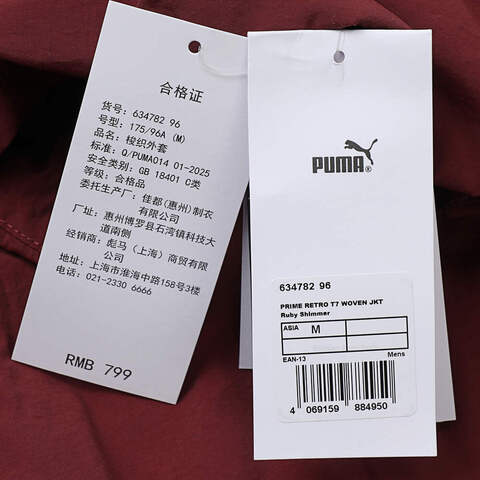 合格证
货号: 634782 96
号型: 175/96A (M)
品名: 梭织外套
标准: Q/PUMA014 01-2025
安全类别: GB 18401 C类
等级: 合格品
委托生产厂: 佳都(惠州)制衣
有限公司
地址: 惠州博罗县石湾镇科技大
道南侧
经销商: 彪马 (上海) 商贸有限
公司
地址: 上海市淮海中路158号3楼
电话: 021-2330 6666
RMB 799
PUMA®
634782 96
PRIME RETRO T7 WOVEN JKT
Ruby Shimmer
ASIA M
EAN-13 Mens
4 069159 884950